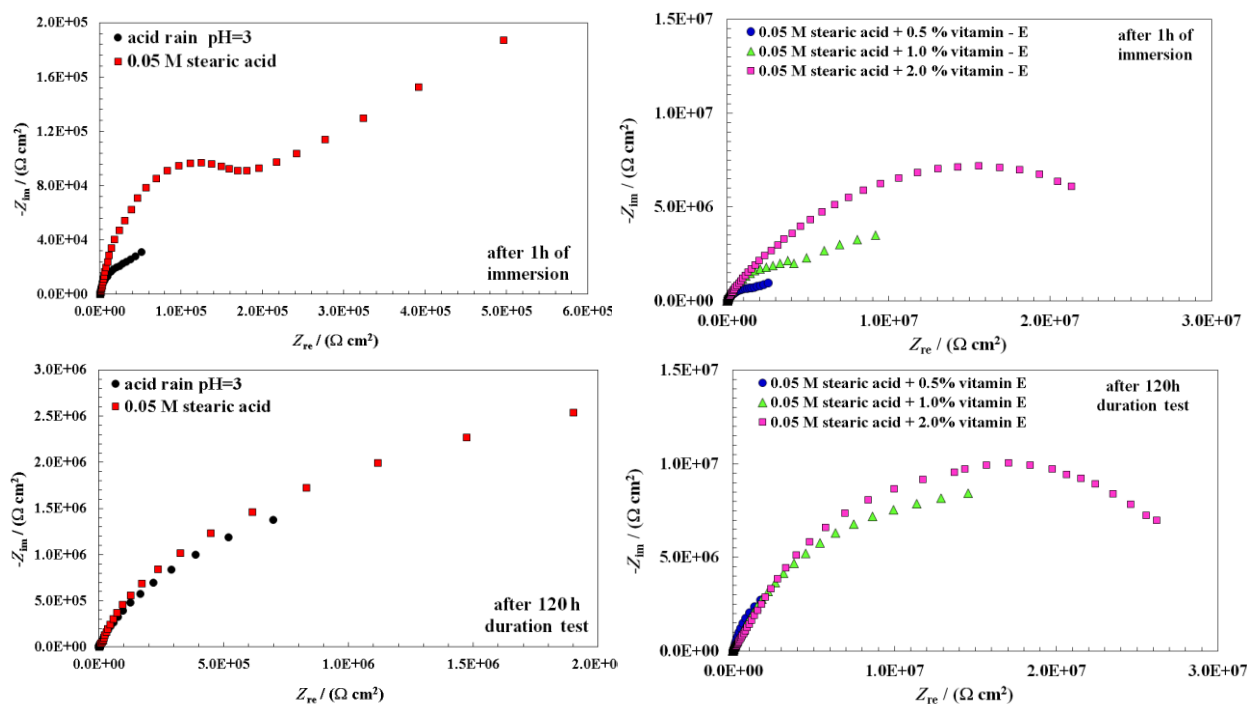 2.0E+05
1.6E+05
1.2E+05
8.0E+04
4.0E+04
0.0E+00
-Zim / (Ω cm2)
acid rain pH=3
0.05 M stearic acid
after 1h of
immersion
0.0E+00 1.0E+05 2.0E+05 3.0E+05 4.0E+05 5.0E+05 6.0E+05
Zre / (Ω cm2)
1.5E+07
1.0E+07
5.0E+06
0.0E+00
-Zim / (Ω cm2)
0.05 M stearic acid + 0.5 % vitamin - E
0.05 M stearic acid + 1.0 % vitamin - E
0.05 M stearic acid + 2.0 % vitamin - E
after 1h of
immersion
0.0E+00 1.0E+07 2.0E+07 3.0E+07
Zre / (Ω cm2)
3.0E+06
2.5E+06
2.0E+06
1.5E+06
1.0E+06
5.0E+05
0.0E+00
-Zim / (Ω cm2)
acid rain pH=3
0.05 M stearic acid
after 120 h
duration test
0.0E+00 5.0E+05 1.0E+06 1.5E+06 2.0E+0
Zre / (Ω cm2)
1.5E+07
1.0E+07
5.0E+06
0.0E+00
-Zim / (Ω cm2)
0.05 M stearic acid + 0.5% vitamin E
0.05 M stearic acid + 1.0% vitamin E
0.05 M stearic acid + 2.0% vitamin E
after 120h
duration test
0.0E+00 1.0E+07 2.0E+07 3.0E+07
Zre / (Ω cm2)